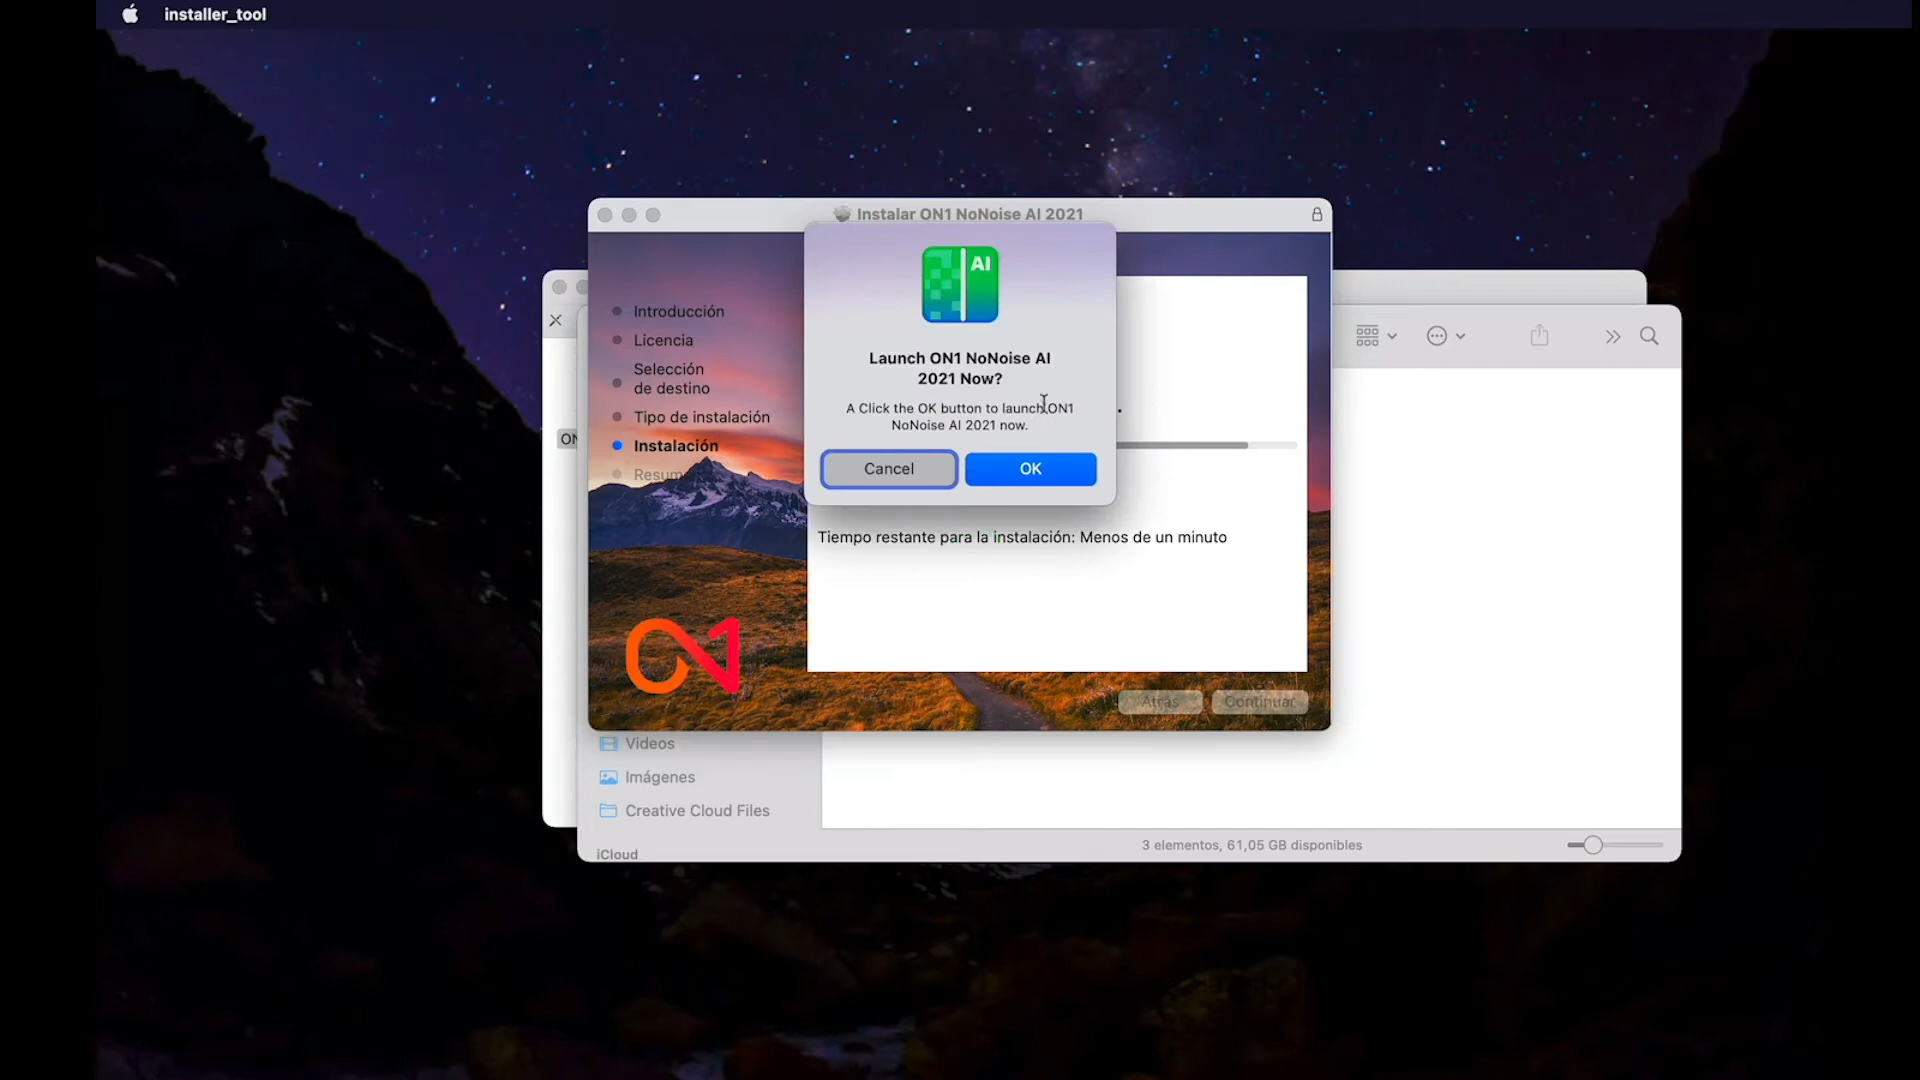 installer_tool
Instalar ON1 NoNoise AI 2021
AI
Launch ON1 NoNoise AI
2021 Now?
A Click the OK button to launch ON1
NoNoise AI 2021 now.
Cancel
OK
Introducción
Licencia
Selección
de destino
Tipo de instalación
Instalación
Resum
ON
Tiempo restante para la instalación: Menos de un minuto
Atrás
Continuar
Videos
Imágenes
Creative Cloud Files
iCloud
3 elementos, 61,05 GB disponibles